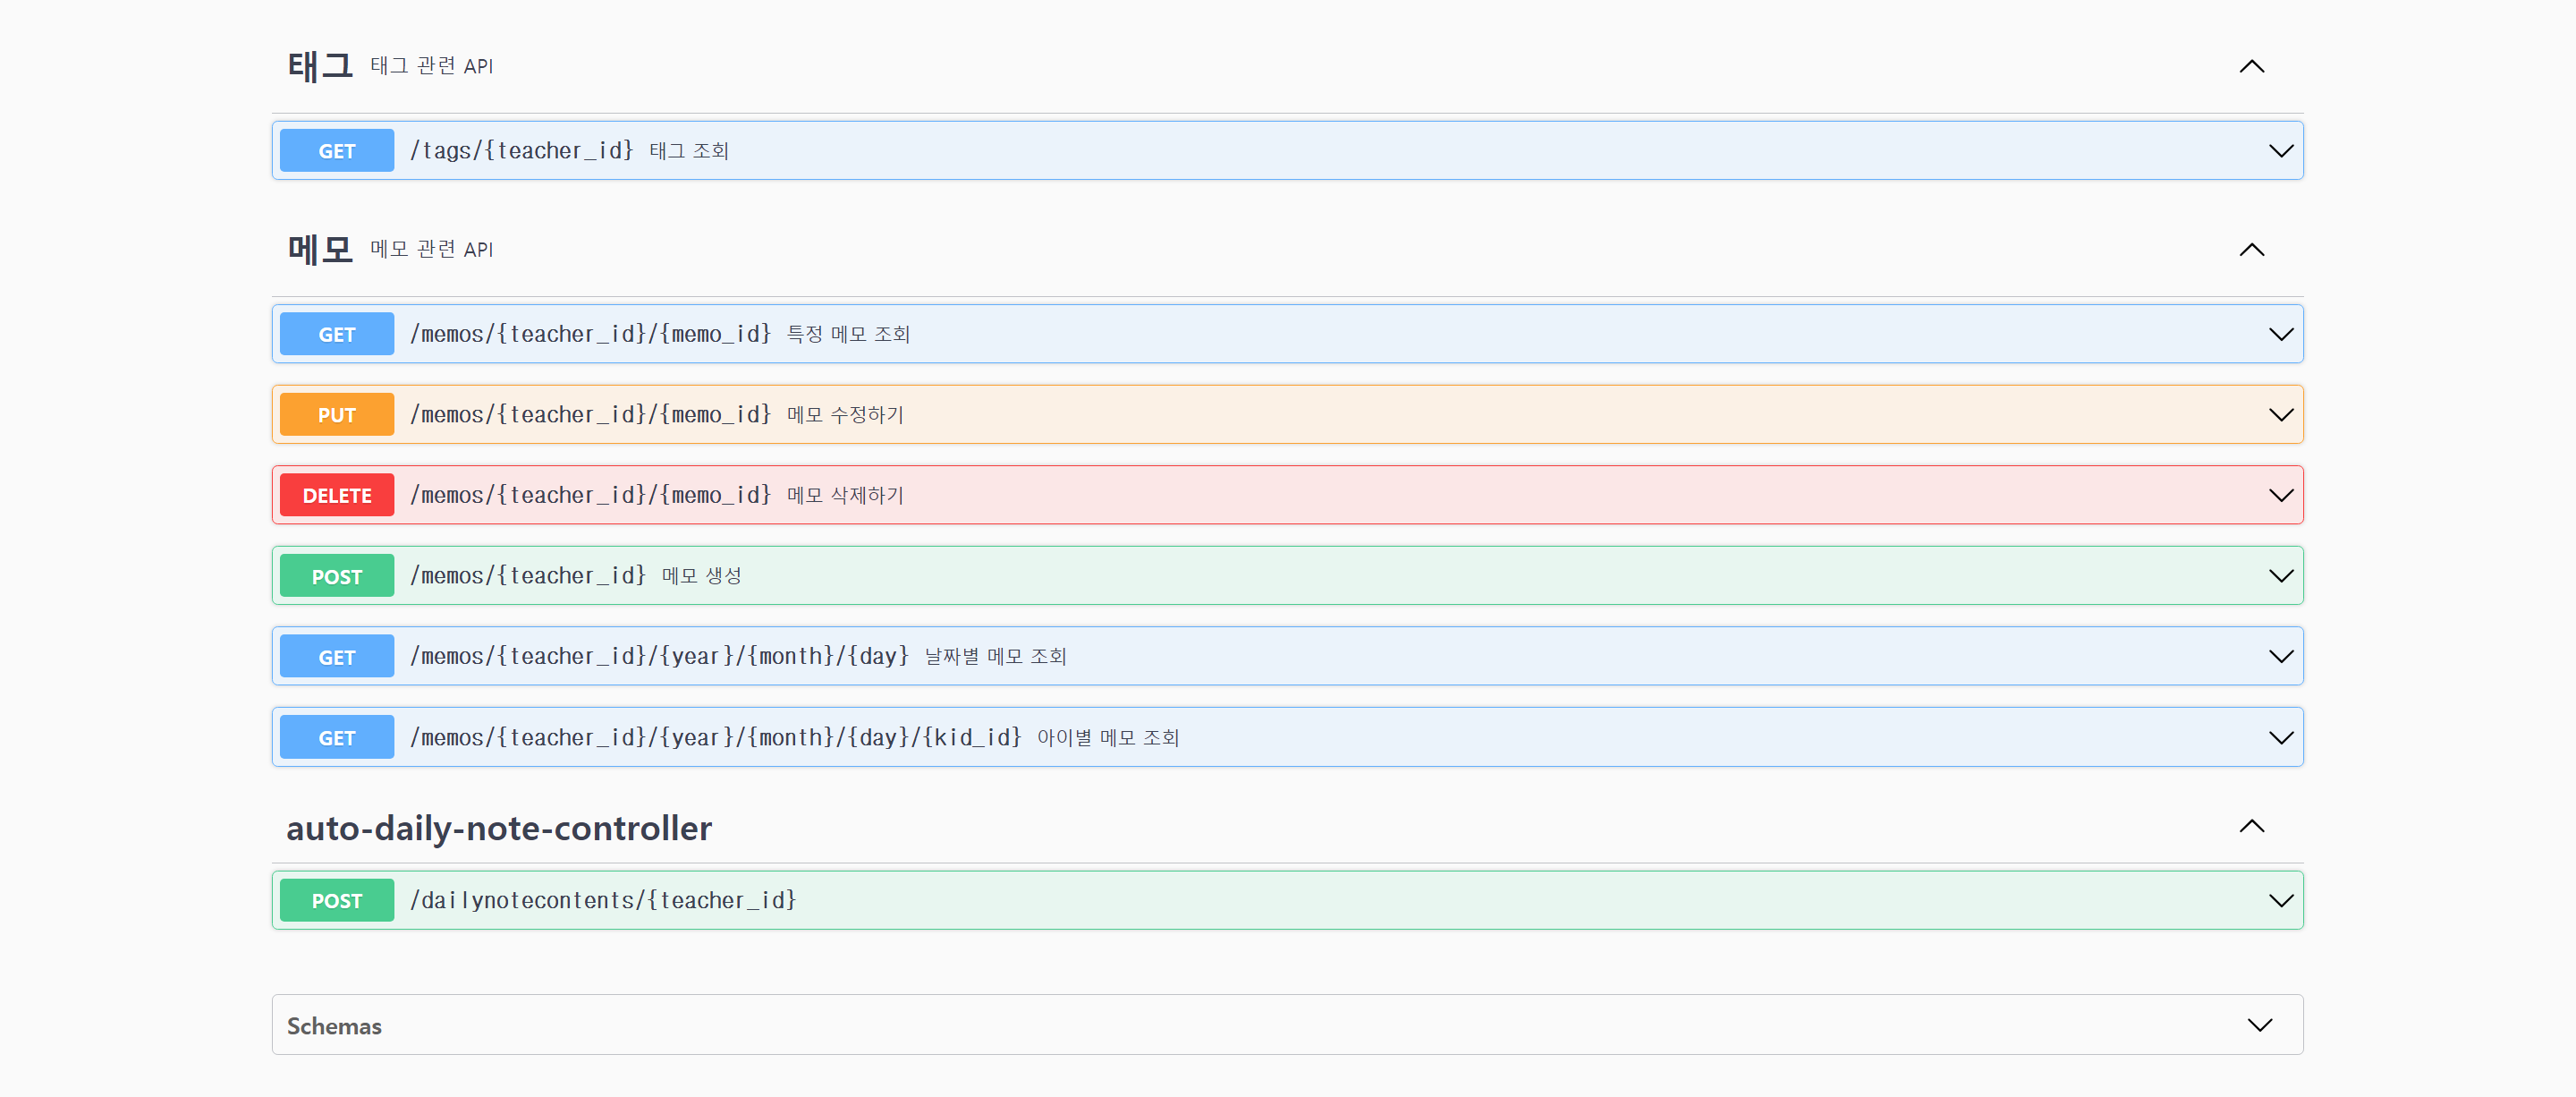 태그 태그 관련 API
GET /tags/{teacher_id} 태그 조회
메모 메모 관련 API
GET /memos/{teacher_id}/{memo_id} 특정 메모 조회
PUT /memos/{teacher_id}/{memo_id} 메모 수정하기
DELETE /memos/{teacher_id}/{memo_id} 메모 삭제하기
POST /memos/{teacher_id} 메모 생성
GET /memos/{teacher_id}/{year}/{month}/{day} 날짜별 메모 조회
GET /memos/{teacher_id}/{year}/{month}/{day}/{kid_id} 아이별 메모 조회
auto-daily-note-controller
POST /dailynotecontents/{teacher_id}
Schemas